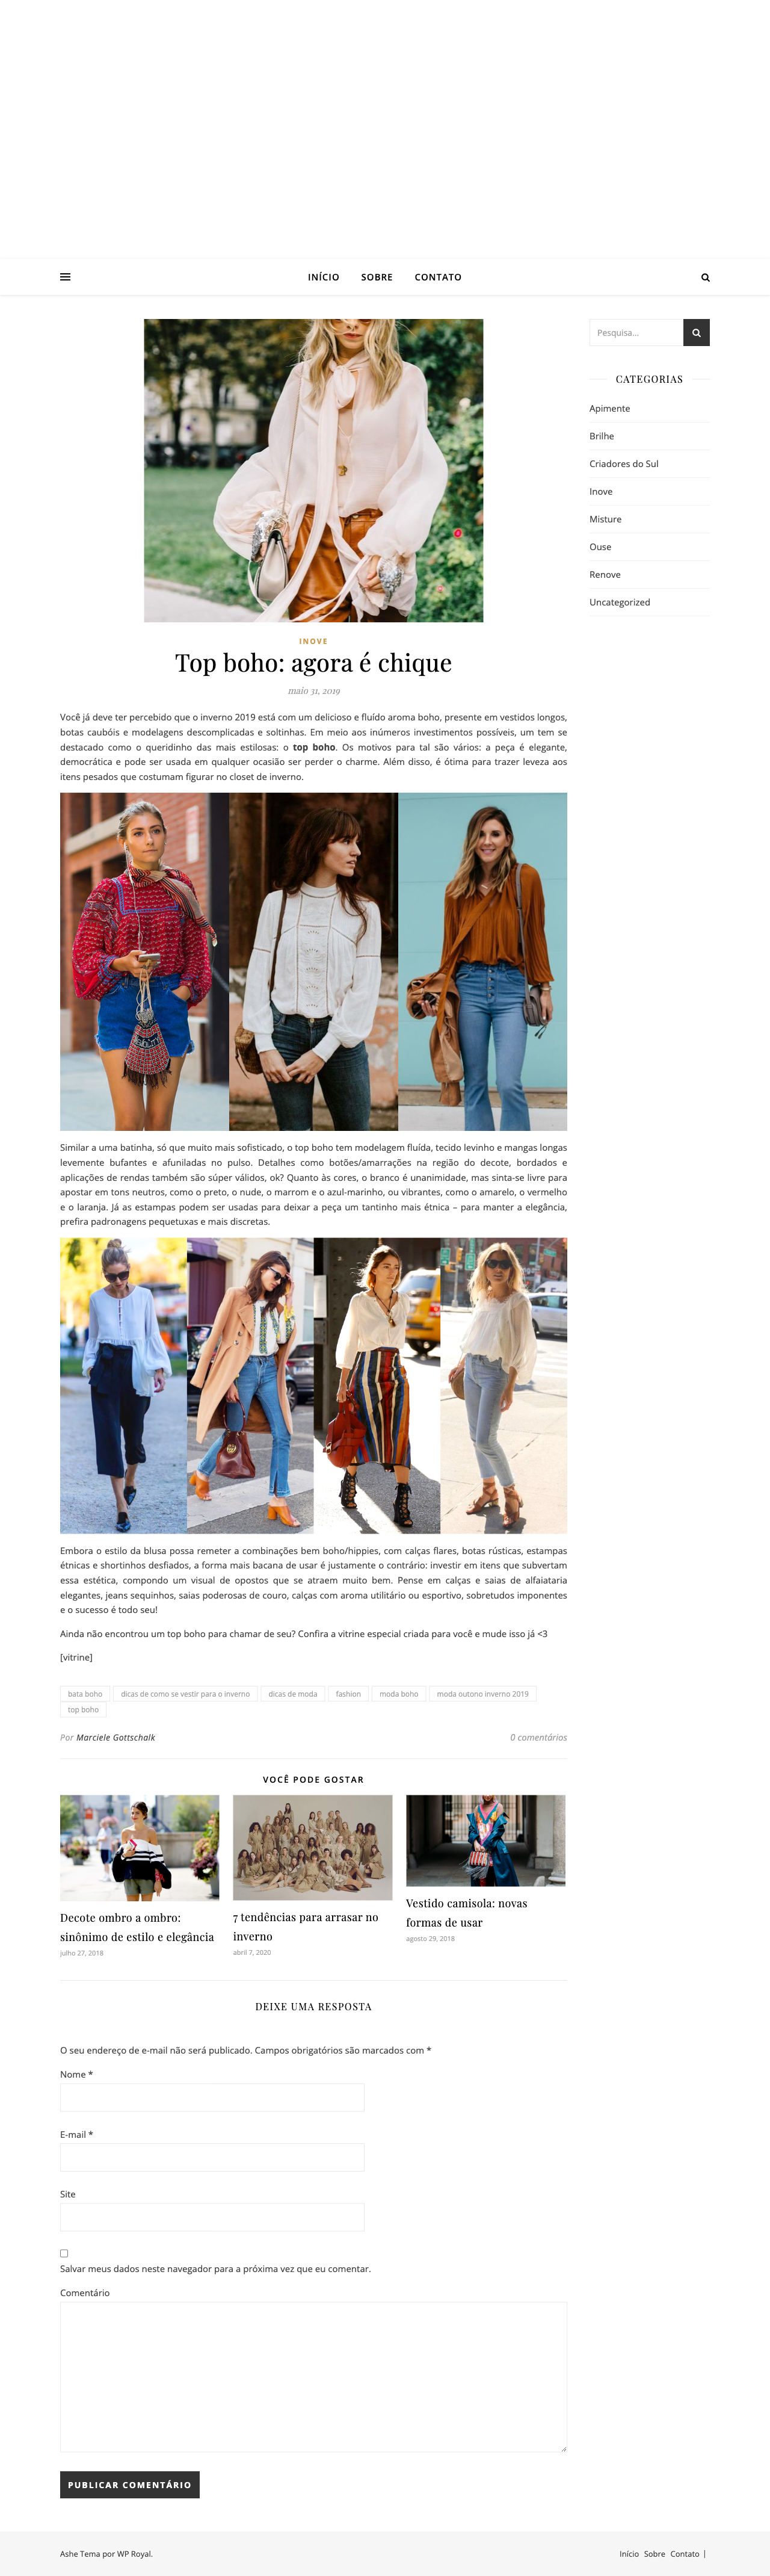 INÍCIO SOBRE CONTATO
INOVE
Top boho: agora é chique
maio 31, 2019
Você já deve ter percebido que o inverno 2019 está com um delicioso e fluído aroma boho, presente em vestidos longos,
botas caubóis e modelagens descomplicadas e soltinhas. Em meio aos inúmeros investimentos possíveis, um tem se
destacado como o queridinho das mais estilosas: o top boho. Os motivos para tal são vários: a peça é elegante,
democrática e pode ser usada em qualquer ocasião ser perder o charme. Além disso, é ótima para trazer leveza aos
itens pesados que costumam figurar no closet de inverno.
Similar a uma batinha, só que muito mais sofisticado, o top boho tem modelagem fluída, tecido levinho e mangas longas
levemente bufantes e afuniladas no pulso. Detalhes como botões/amarrações na região do decote, bordados e
aplicações de rendas também são súper válidos, ok? Quanto às cores, o branco é unanimidade, mas sinta-se livre para
apostar em tons neutros, como o preto, o nude, o marrom e o azul-marinho, ou vibrantes, como o amarelo, o vermelho
e o laranja. Já as estampas podem ser usadas para deixar a peça um tantinho mais étnica – para manter a elegância,
prefira padronagens pequetuxas e mais discretas.
Embora o estilo da blusa possa remeter a combinações bem boho/hippies, com calças flares, botas rústicas, estampas
étnicas e shortinhos desfiados, a forma mais bacana de usar é justamente o contrário: investir em itens que subvertam
essa estética, compondo um visual de opostos que se atraem muito bem. Pense em calças e saias de alfaiataria
elegantes, jeans sequinhos, saias poderosas de couro, calças com aroma utilitário ou esportivo, sobretudos imponentes
e o sucesso é todo seu!
Ainda não encontrou um top boho para chamar de seu? Confira a vitrine especial criada para você e mude isso já <3
[vitrine]
bata boho dicas de como se vestir para o inverno dicas de moda fashion moda boho moda outono inverno 2019
top boho
Por Marciele Gottschalk 0 comentários
VOCÊ PODE GOSTAR
Decote ombro a ombro:
sinônimo de estilo e elegância
julho 27, 2018
7 tendências para arrasar no
inverno
abril 7, 2020
Vestido camisola: novas
formas de usar
agosto 29, 2018
DEIXE UMA RESPOSTA
O seu endereço de e-mail não será publicado. Campos obrigatórios são marcados com *
Nome *
E-mail *
Site
Salvar meus dados neste navegador para a próxima vez que eu comentar.
Comentário
PUBLICAR COMENTÁRIO
Pesquisa...
CATEGORIAS
Apimente
Brilhe
Criadores do Sul
Inove
Misture
Ouse
Renove
Uncategorized
Ashe Tema por WP Royal. Início Sobre Contato |